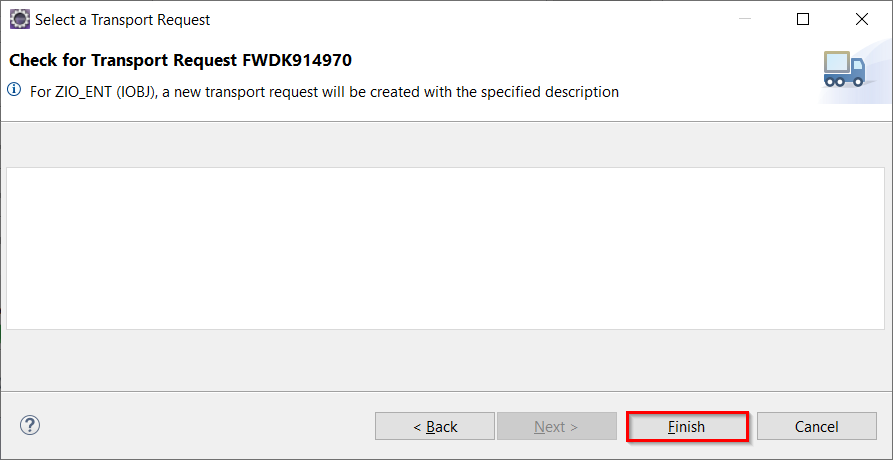 Select a Transport Request
Check for Transport Request FWDK914970
For ZIO_ENT (IOBJ), a new transport request will be created with the specified description
? < Back Next > Finish Cancel